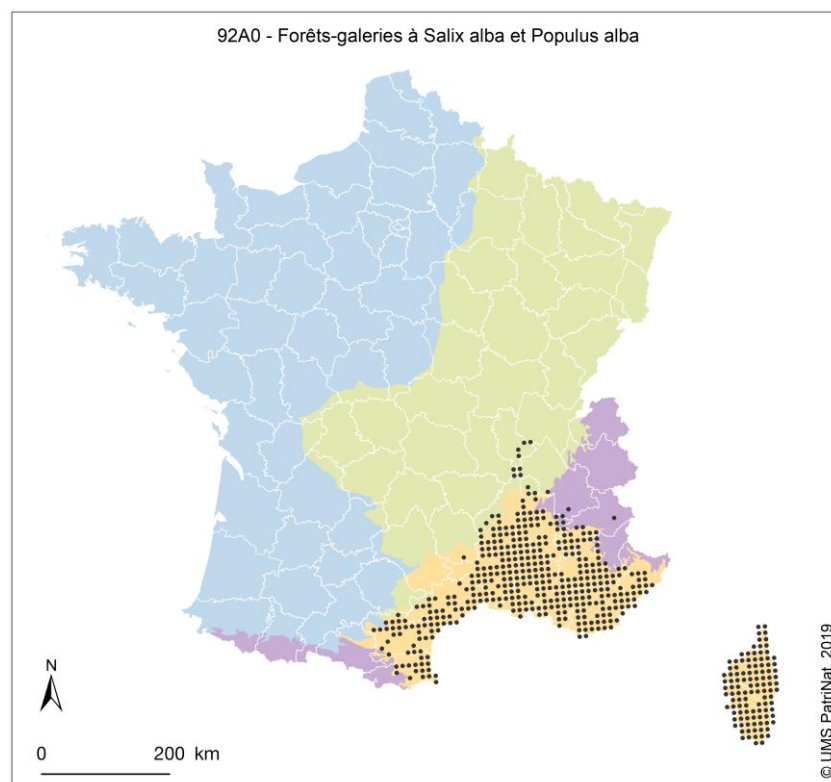 92A0 - Forêts-galeries à Salix alba et Populus alba
N
0 200 km
© UMS PatriNat, 2019